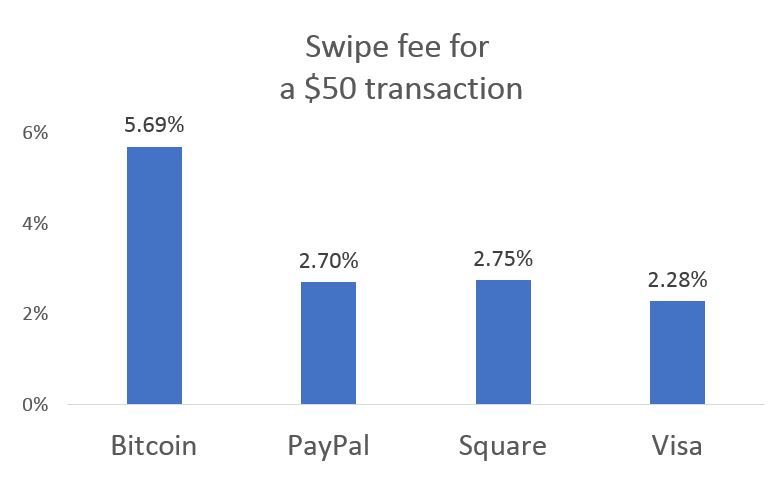 Swipe fee for
a $50 transaction
6%
5.69%
4%
2.70%
2.75%
2.28%
2%
0%
Bitcoin
PayPal
Square
Visa